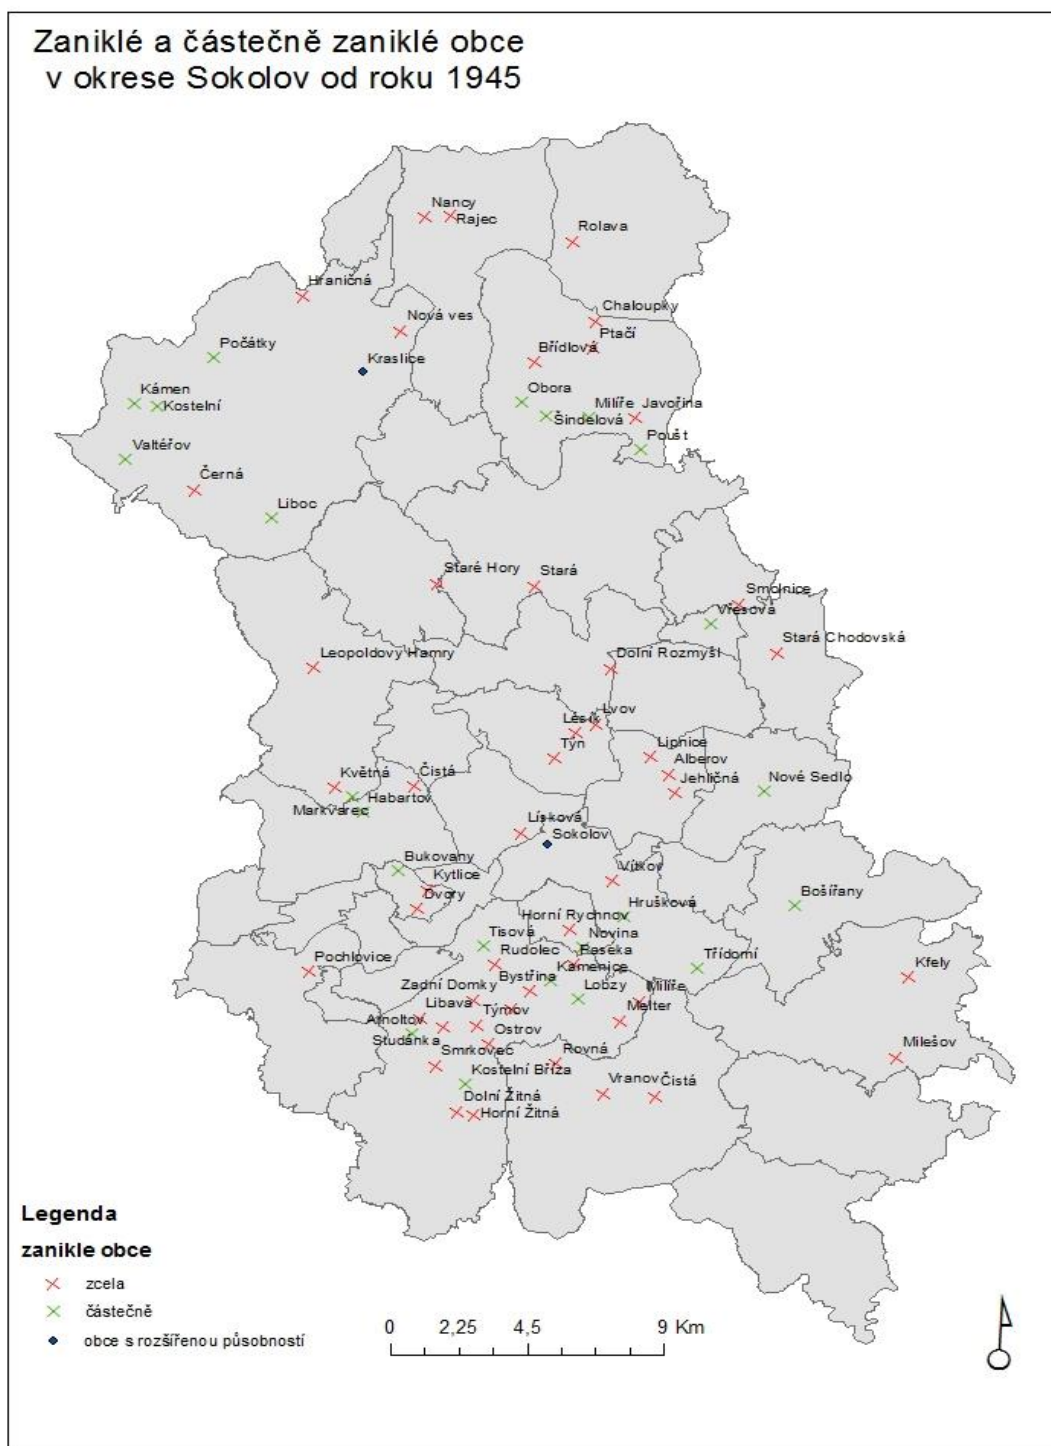 Zaniklé a částečně zaniklé obce
v okrese Sokolov od roku 1945
Nancy
Rajec
Rolava
Hraničná
Chaloupky
Nová ves
Ptačí
Břídlová
Počátky
Kraslice
Kámen
Kostelní
Obora
Milíře
Javořina
Šindelová
Poušt
Valtéřov
Černá
Liboc
Staré Hory
Stará
Smolnice
Vřesová
Stará Chodovská
Leopoldovy Hamry
Dolní Rozmyšl
Lvov
Lésík
Týn
Lipnice
Alberov
Jehličná
Nové Sedlo
Květná
Čistá
Markvarec
Habartov
Lísková
Sokolov
Bukovany
Kytlice
Dvory
Vítkov
Hrušková
Bošířany
Horní Rychnov
Tisová
Novina
Rudolec
Paseka
Třídomí
Pochlovice
Bystřina
Kamenice
Kfely
Zadní Domky
Lobzy
Milíře
Libava
Týmov
Melter
Arnoltov
Ostrov
Studánka
Smrkovec
Rovná
Milešov
Kostelní Bříza
Vranov
Čistá
Dolní Žitná
Horní Žitná
Legenda
zanikle obce
zcela
částečně
obce s rozšířenou působností
0 2,25 4,5 9 Km